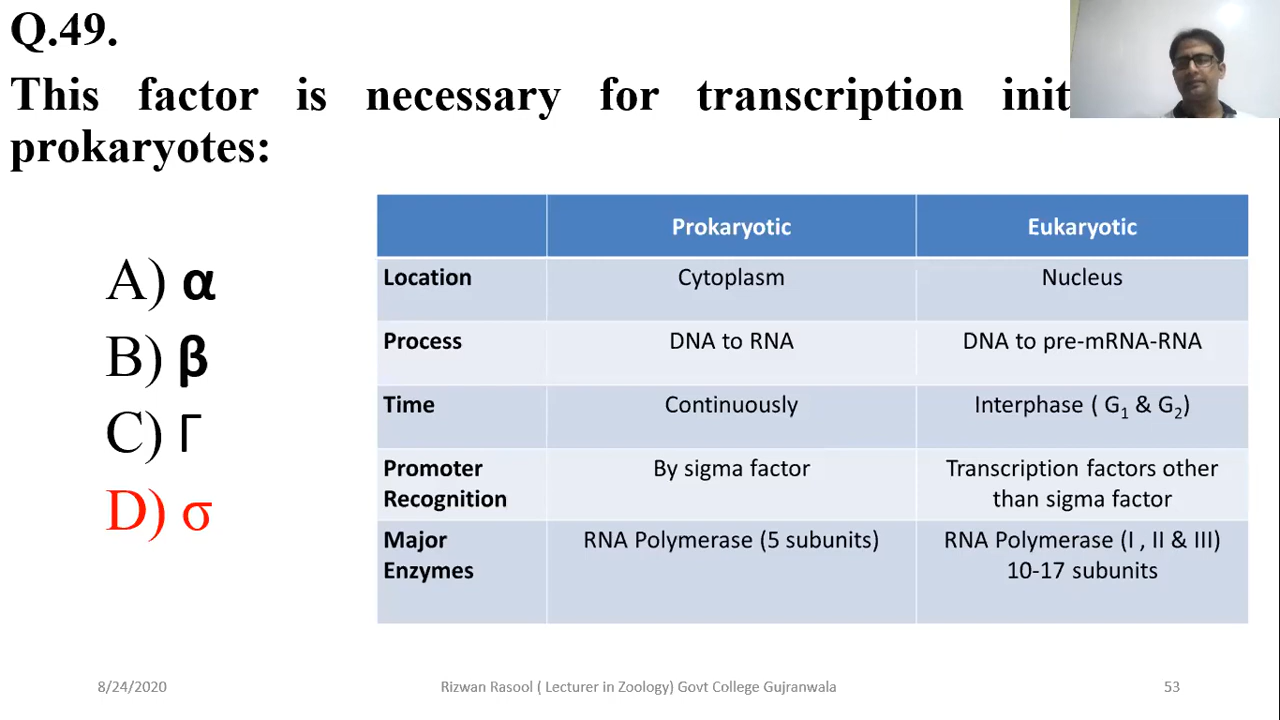 Q.49.
This factor is necessary for transcription
prokaryotes:
A) α
B) β
C) Γ
D) σ
Prokaryotic Eukaryotic
Location Cytoplasm Nucleus
Process DNA to RNA DNA to pre-mRNA-RNA
Time Continuously Interphase ( G₁ & G₂)
Promoter By sigma factor Transcription factors other
Recognition than sigma factor
Major RNA Polymerase (5 subunits) RNA Polymerase (I , II & III)
Enzymes 10-17 subunits
8/24/2020 Rizwan Rasool ( Lecturer in Zoology) Govt College Gujranwala 53